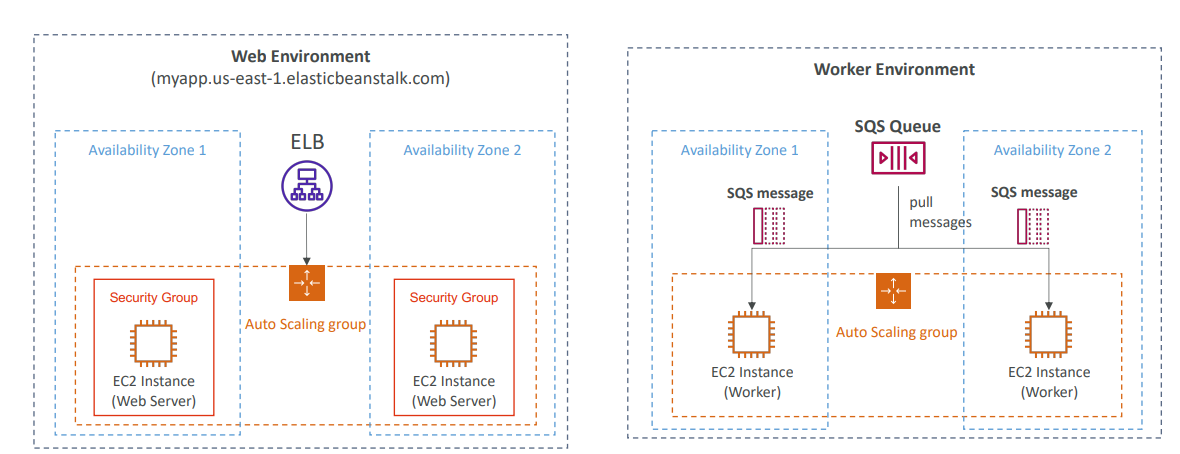 Web Environment
(myapp.us-east-1.elasticbeanstalk.com)
Availability Zone 1
ELB
Availability Zone 2
Security Group
Security Group
Auto Scaling group
EC2 Instance
(Web Server)
EC2 Instance
(Web Server)
Worker Environment
SQS Queue
Availability Zone 1
Availability Zone 2
SQS message
SQS message
pull
messages
Auto Scaling group
EC2 Instance
(Worker)
EC2 Instance
(Worker)